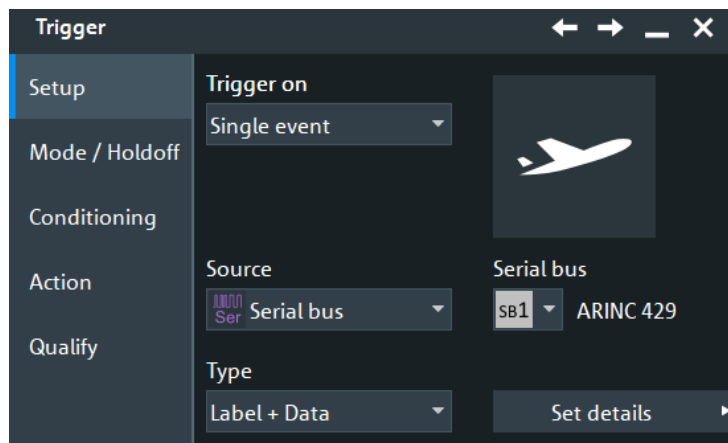 Trigger
Setup
Mode / Holdoff
Conditioning
Action
Qualify
Trigger on
Single event
Source
Serial bus
Ser Serial bus
SB1 ARINC 429
Type
Label + Data
Set details